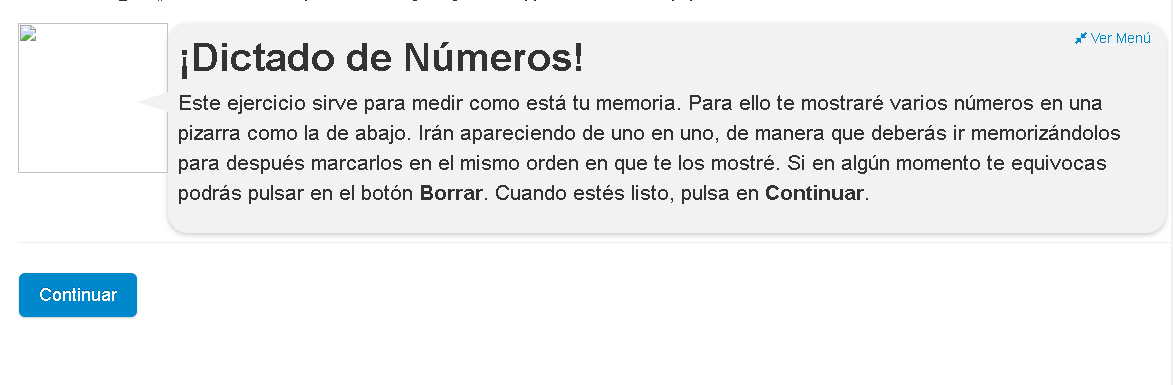 Ver Menú
¡Dictado de Números!
Este ejercicio sirve para medir como está tu memoria. Para ello te mostraré varios números en una
pizarra como la de abajo. Irán apareciendo de uno en uno, de manera que deberás ir memorizándolos
para después marcarlos en el mismo orden en que te los mostré. Si en algún momento te equivocas
podrás pulsar en el botón Borrar. Cuando estés listo, pulsa en Continuar.
Continuar